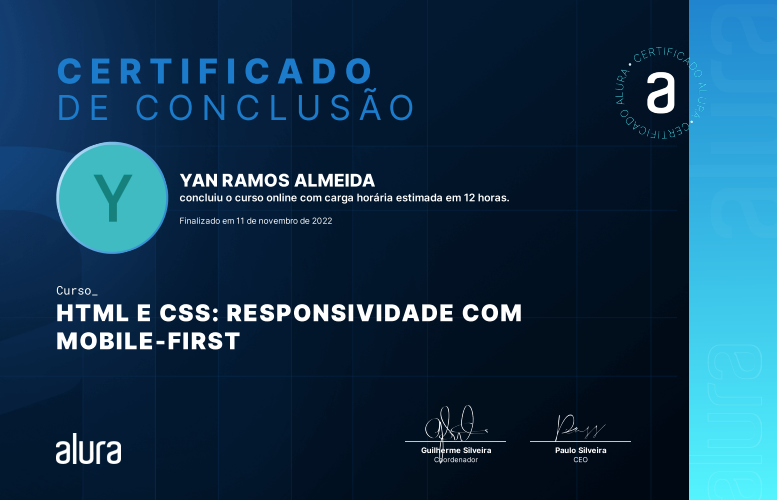 CERTIFICADO
DE CONCLUSÃO
CERTIFICADO ALURA • CERTIFICADO ALURA •
a
Y
YAN RAMOS ALMEIDA
concluiu o curso online com carga horária estimada em 12 horas.
Finalizado em 11 de novembro de 2022
Curso_
HTML E CSS: RESPONSIVIDADE COM
MOBILE-FIRST
alura
Guilherme Silveira
Coordenador
Paulo Silveira
CEO
alura
alura